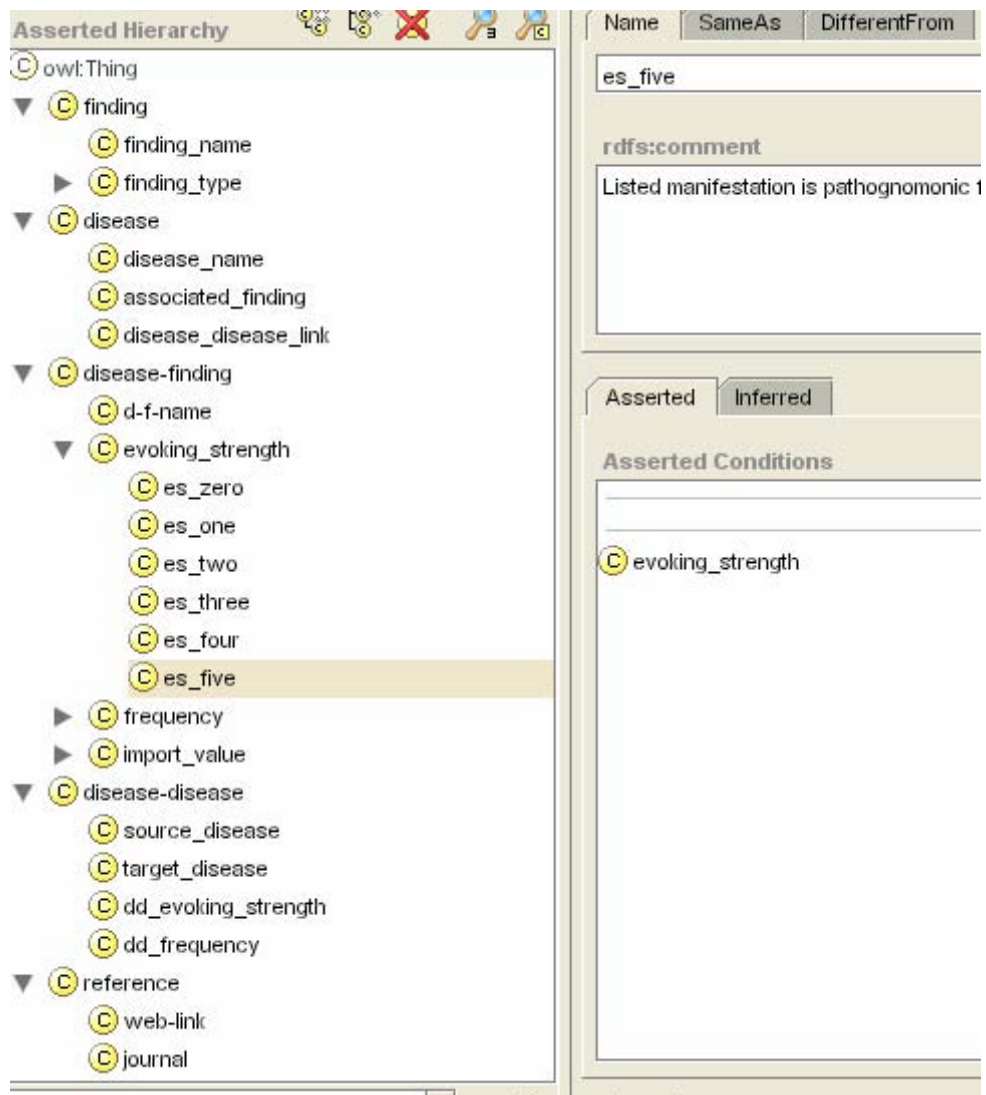 Asserted Hierarchy
owl:Thing
finding
finding_name
finding_type
disease
disease_name
associated_finding
disease_disease_link
disease-finding
d-f-name
evoking_strength
es_zero
es_one
es_two
es_three
es_four
es_five
frequency
import_value
disease-disease
source_disease
target_disease
dd_evoking_strength
dd_frequency
reference
web-link
journal
Name SameAs DifferentFrom
es_five
rdfs:comment
Listed manifestation is pathognomonic
Asserted Inferred
Asserted Conditions
evoking_strength